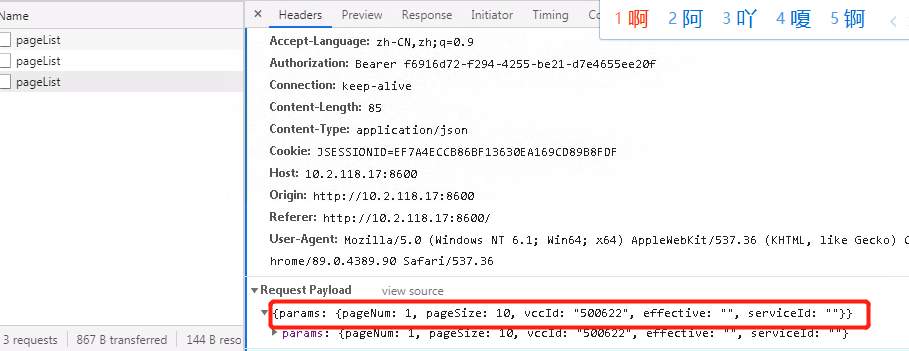 Name
pageList
pageList
pageList
3 requests 867 B transferred 144 B reso
× Headers Preview Response Initiator Timing
1 啊 2 阿 3 吖 4 嗄 5 锕
Accept-Language: zh-CN,zh;q=0.9
Authorization: Bearer f6916d72-f294-4255-be21-d7e4655ee20f
Connection: keep-alive
Content-Length: 85
Content-Type: application/json
Cookie: JSESSIONID=EF7A4ECCB86BF13630EA169CD89B8FDF
Host: 10.2.118.17:8600
Origin: http://10.2.118.17:8600
Referer: http://10.2.118.17:8600/
User-Agent: Mozilla/5.0 (Windows NT 6.1; Win64; x64) AppleWebKit/537.36 (KHTML, like Gecko) C
hrome/89.0.4389.90 Safari/537.36
Request Payload view source
{params: {pageNum: 1, pageSize: 10, vccId: "500622", effective: "", serviceId: ""}}
params: {pageNum: 1, pageSize: 10, vccId: "500622", effective: "", serviceId: ""}